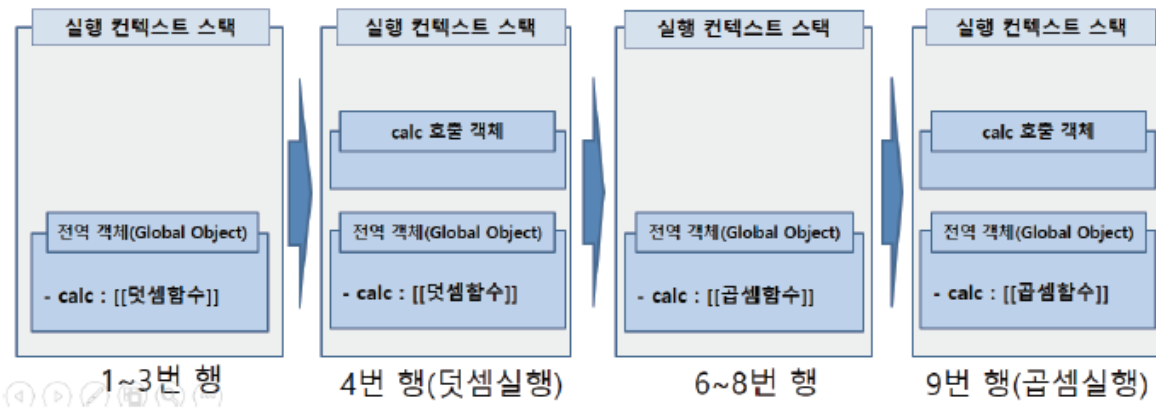 실행 컨텍스트 스택
calc 호출 객체
전역 객체(Global Object)
- calc : [[덧셈함수]]
1~3번 행
실행 컨텍스트 스택
전역 객체(Global Object)
- calc : [[덧셈함수]]
4번 행(덧셈실행)
실행 컨텍스트 스택
전역 객체(Global Object)
- calc : [[곱셈함수]]
6~8번 행
실행 컨텍스트 스택
calc 호출 객체
전역 객체(Global Object)
- calc : [[곱셈함수]]
9번 행(곱셈실행)